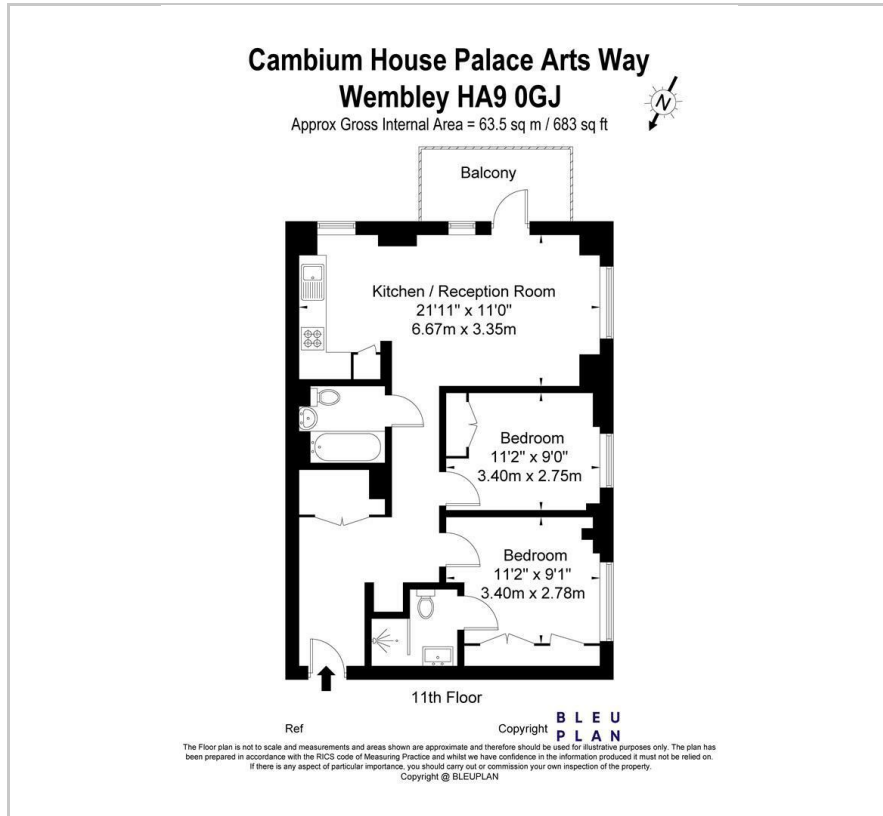 Cambium House Palace Arts Way
Wembley HA9 0GJ
Approx Gross Internal Area = 63.5 sq m / 683 sq ft
N
Balcony
Kitchen / Reception Room
21'11" x 11'0"
6.67m x 3.35m
Bedroom
11'2" x 9'0"
3.40m x 2.75m
Bedroom
11'2" x 9'1"
3.40m x 2.78m
11th Floor
Ref
Copyright
BLEU
PLAN
The Floor plan is not to scale and measurements and areas shown are approximate and therefore should be used for illustrative purposes only. The plan has
been prepared in accordance with the RICS code of Measuring Practice and whilst we have confidence in the information produced it must not be relied on.
If there is any aspect of particular importance, you should carry out or commission your own inspection of the property.
Copyright @ BLEUPLAN